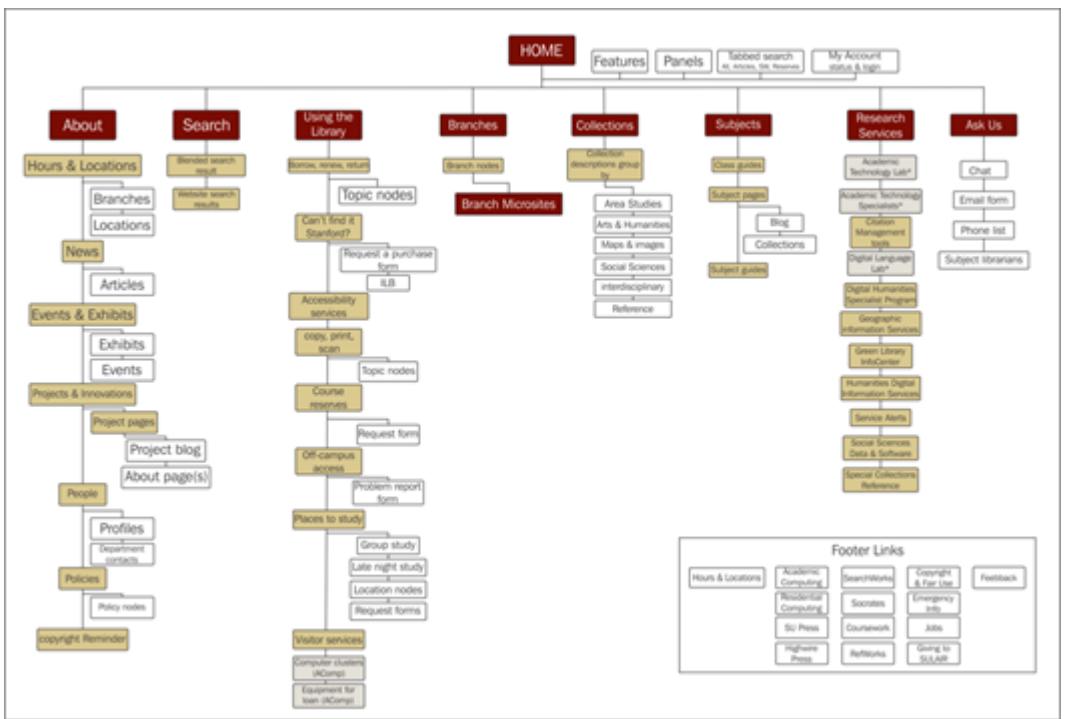 HOME
Features
Panels
Tabbed search
All, Articles, SW, Reserves
My Account
status & login
About
Search
Using the
Library
Branches
Collections
Subjects
Research
Services
Ask Us
Hours & Locations
Branches
Locations
News
Articles
Events & Exhibits
Exhibits
Events
Projects & Innovations
Project pages
Project blog
About page(s)
People
Profiles
Department
contacts
Policies
Policy nodes
copyright Reminder
Blended search
result
Website search
results
Borrow, renew, return
Topic nodes
Can't find it
Stanford?
Request a purchase
form
ILB
Accessibility
services
copy, print,
scan
Topic nodes
Course
reserves
Request form
Off-campus
access
Problem report
form
Places to study
Group study
Late night study
Location nodes
Request forms
Visitor services
Computer clusters
(AComp)
Equipment for
loan (AComp)
Branch nodes
Branch Microsites
Collection
descriptions group
by
Area Studies
Arts & Humanities
Maps & images
Social Sciences
interdisciplinary
Reference
Class guides
Subject pages
Blog
Collections
Subject guides
Academic
Technology Lab*
Academic Technology
Specialists*
Citation
Management
tools
Digital Language
Lab*
Digital Humanities
Specialist Program
Geographic
information Services
Green Library
InfoCenter
Humanities Digital
Information Services
Service Alerts
Social Sciences
Data & Software
Special Collections
Reference
Chat
Email form
Phone list
Subject librarians
Footer Links
Hours & Locations
Academic
Computing
Residential
Computing
SU Press
Highwire
Press
SearchWorks
Socrates
Coursework
RefWorks
Copyright
& Fair Use
Emergency
Info
Jobs
Giving to
SULAIR
Feebback